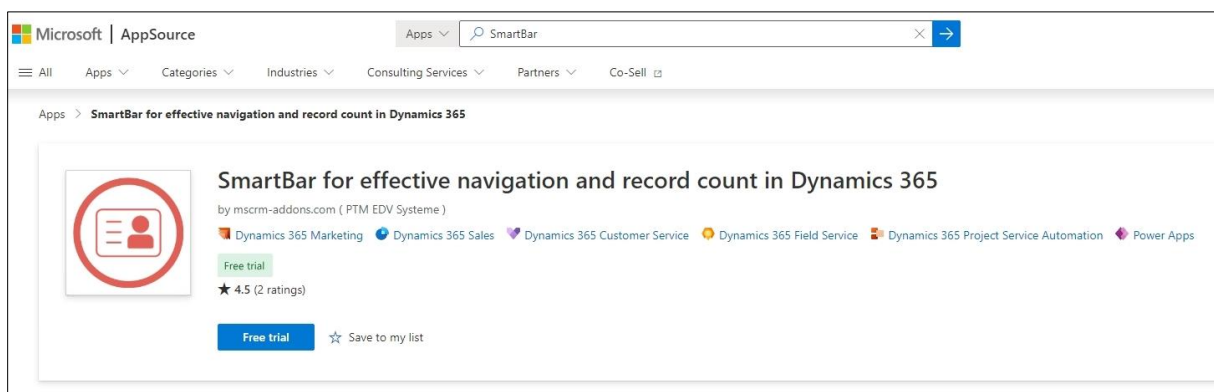 Microsoft | AppSource
Apps
SmartBar
All
Apps
Categories
Industries
Consulting Services
Partners
Co-Sell
Apps > SmartBar for effective navigation and record count in Dynamics 365
SmartBar for effective navigation and record count in Dynamics 365
by mscrm-addons.com ( PTM EDV Systeme )
Dynamics 365 Marketing Dynamics 365 Sales Dynamics 365 Customer Service Dynamics 365 Field Service Dynamics 365 Project Service Automation Power Apps
Free trial
★ 4.5 (2 ratings)
Free trial
Save to my list